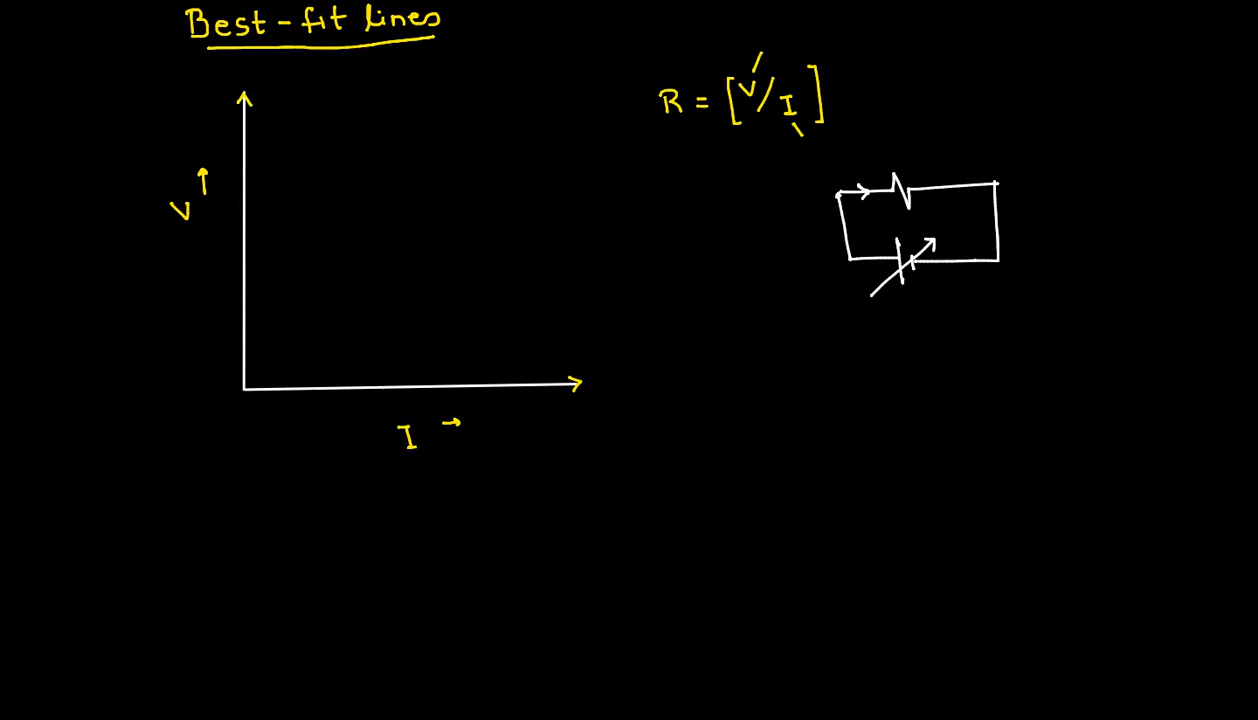 Best-fit lines
R = [V/I]
V
I